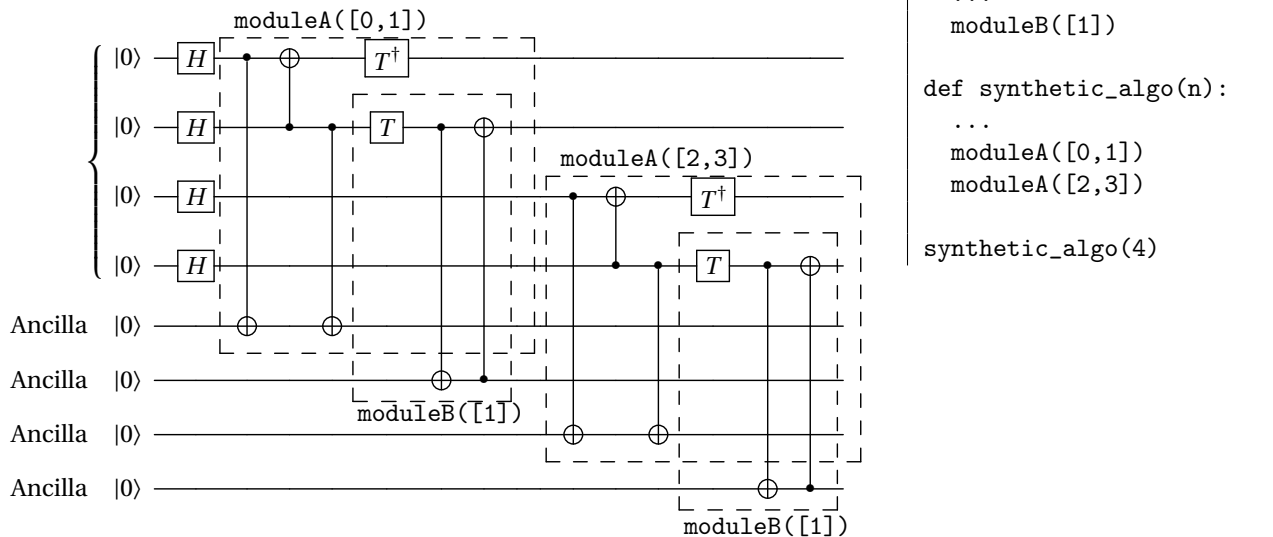 moduleA([0,1])
|0⟩ H T†
|0⟩ H T
moduleA([2,3])
|0⟩ H T†
|0⟩ H T
Ancilla |0⟩
Ancilla |0⟩
moduleB([1])
Ancilla |0⟩
Ancilla |0⟩
moduleB([1])
...
moduleB([1])
def synthetic_algo(n):
...
moduleA([0,1])
moduleA([2,3])
synthetic_algo(4)